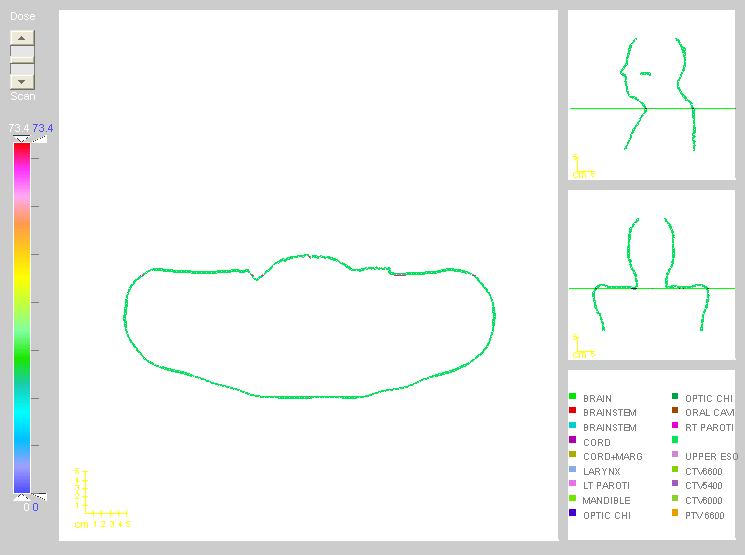 Dose
Scan
73.4 73.4
0 0
5
4
3
2
1
cm 1 2 3 4 5
5
cm 5
5
cm 5
BRAIN
BRAINSTEM
BRAINSTEM
CORD
CORD+MARG
LARYNX
LT PAROTI
MANDIBLE
OPTIC CHI
OPTIC CHI
ORAL CAVI
RT PAROTI
UPPER ESO
CTV6600
CTV5400
CTV6000
PTV6600